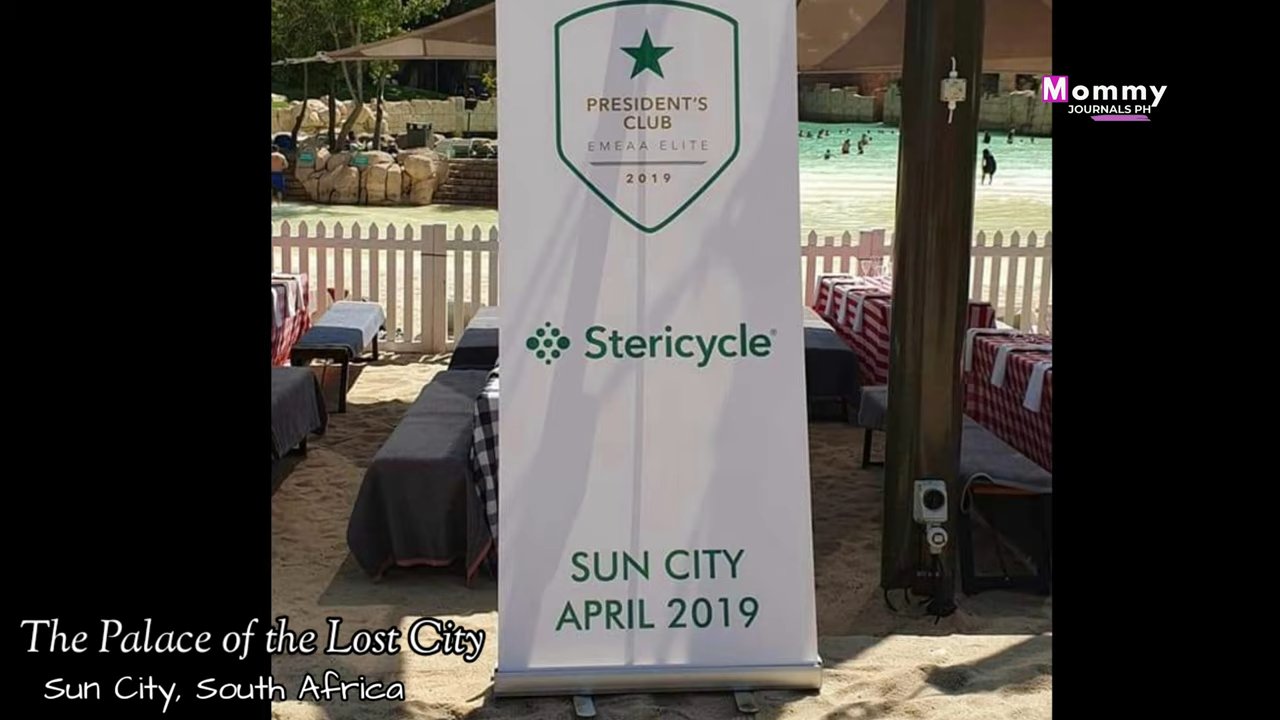 PRESIDENT'S
CLUB
EMEAA ELITE
2019
Mommy
JOURNALS PH
Stericycle®
SUN CITY
APRIL 2019
The Palace of the Lost City
Sun City, South Africa